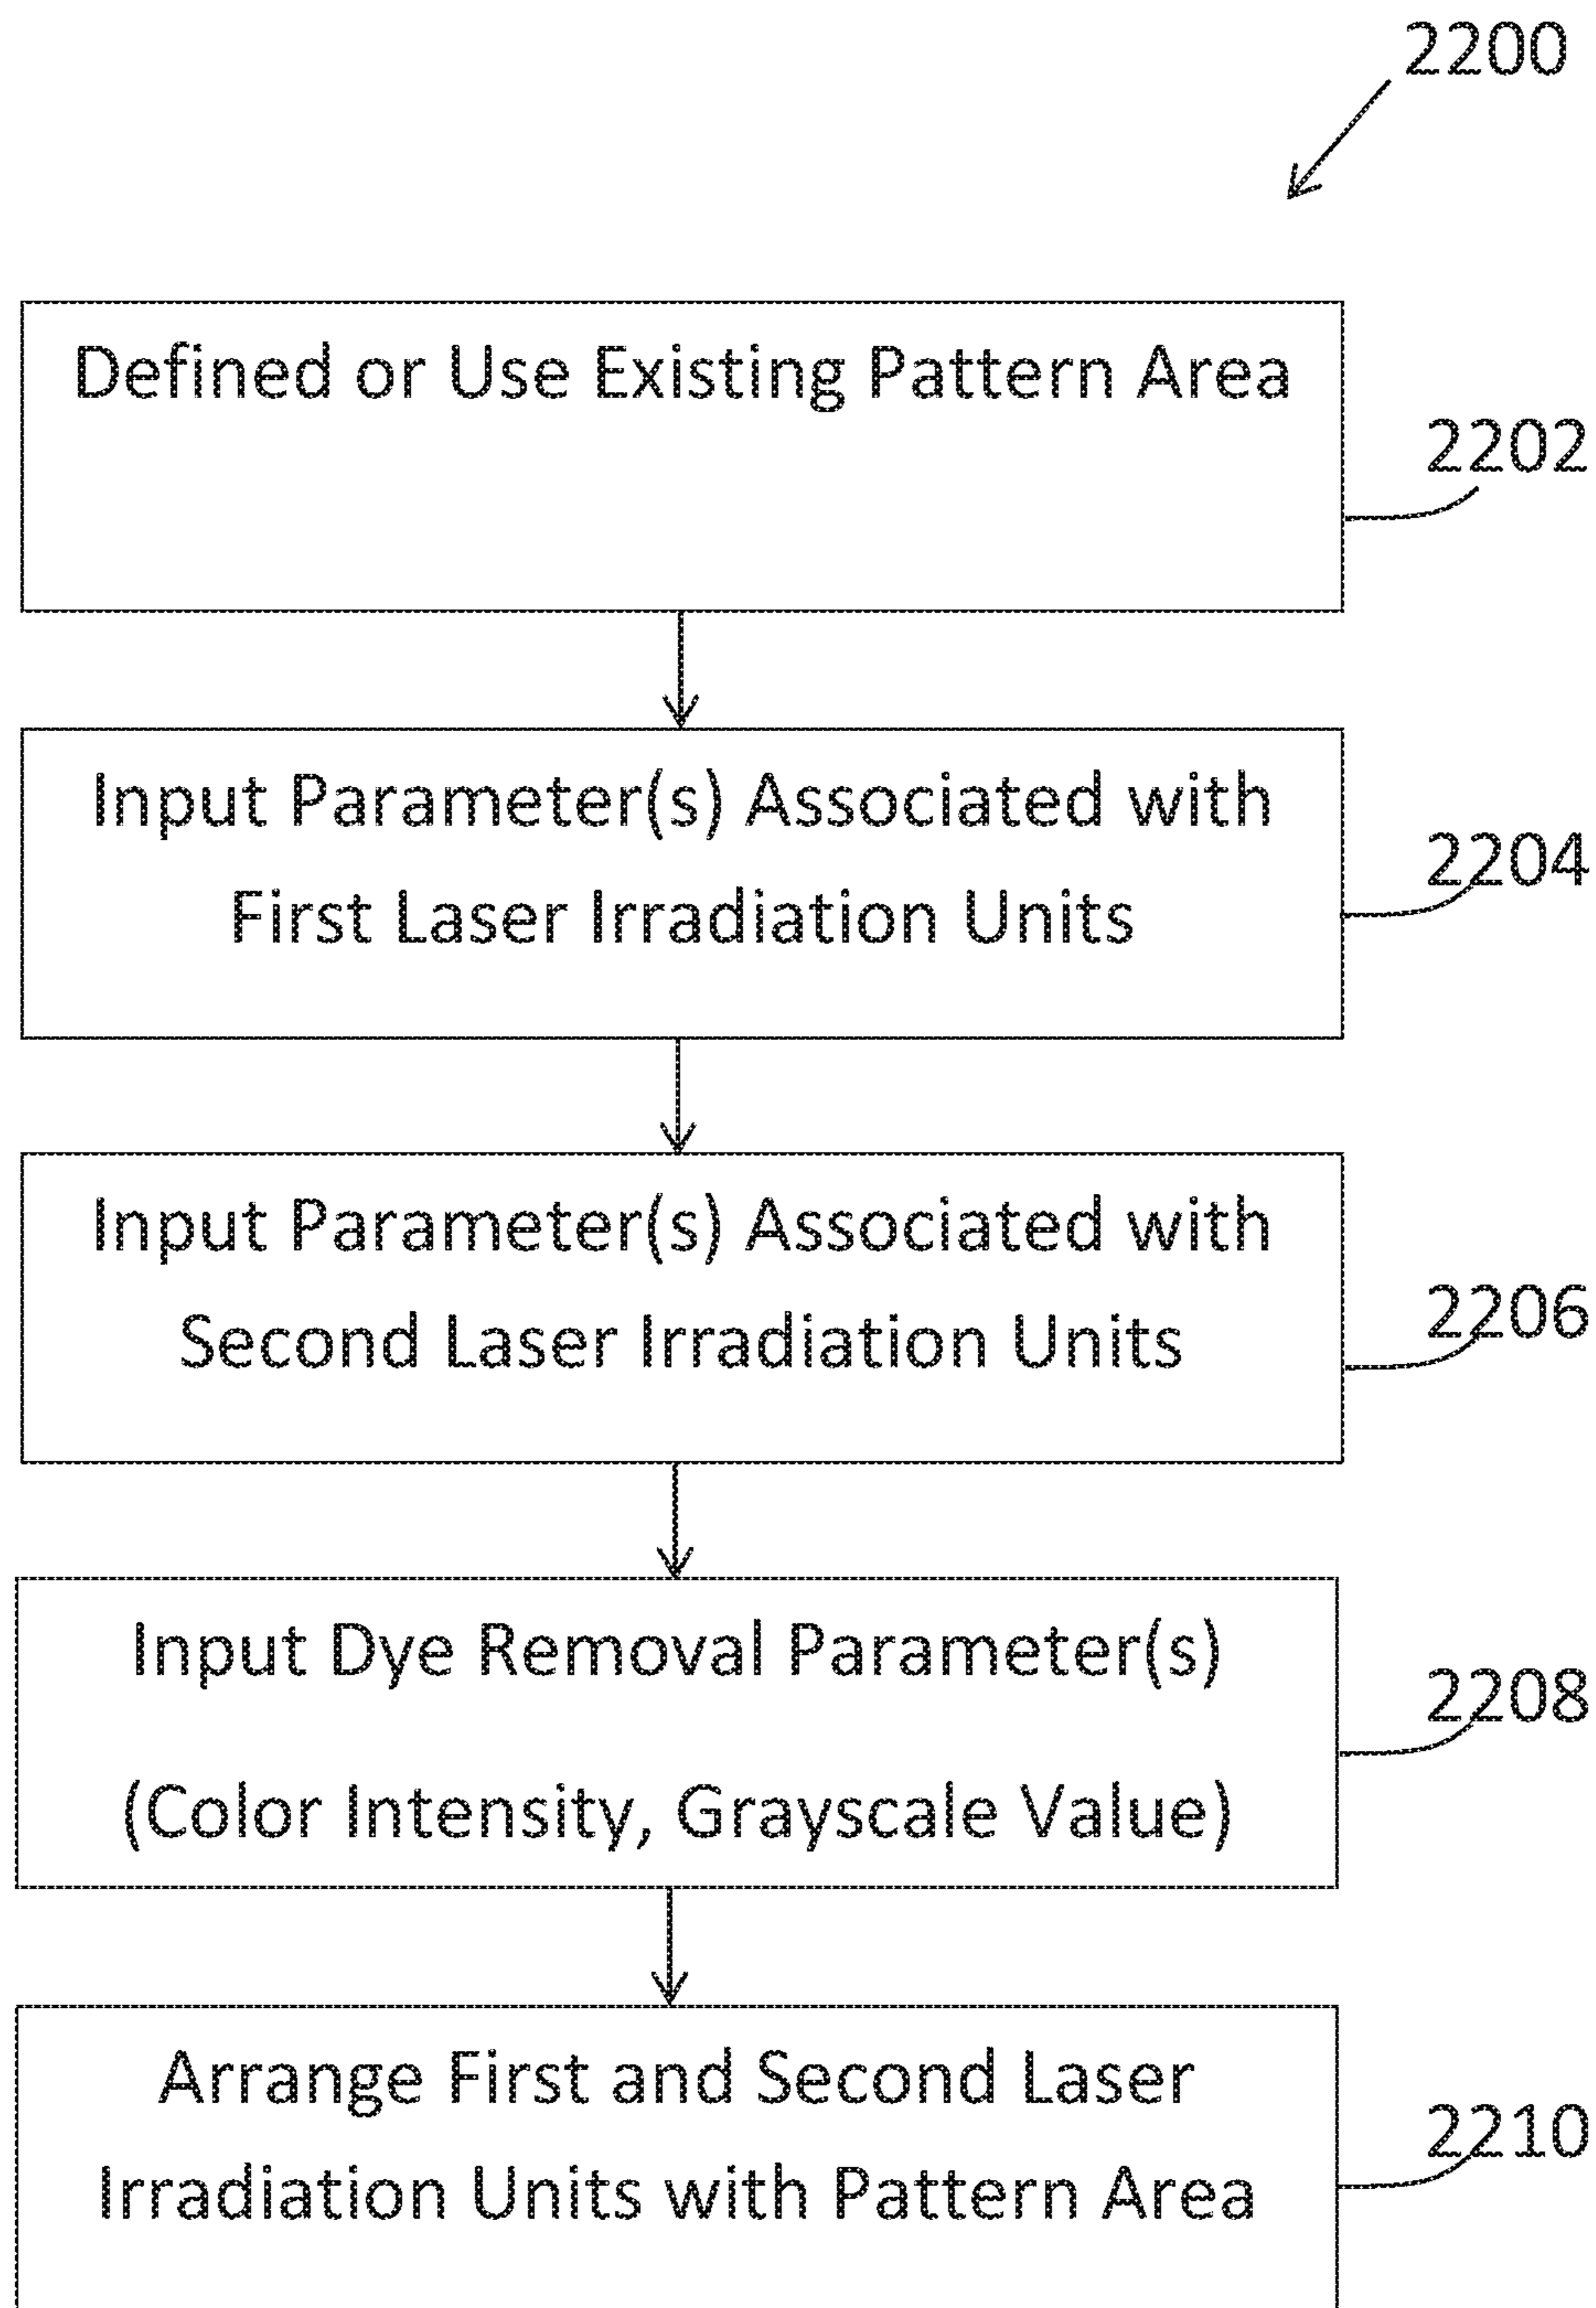 2200
Defined or Use Existing Pattern Area
2202
Input Parameter(s) Associated with
First Laser Irradiation Units
2204
Input Parameter(s) Associated with
Second Laser Irradiation Units
2206
Input Dye Removal Parameter(s)
(Color Intensity, Grayscale Value)
2208
Arrange First and Second Laser
Irradiation Units with Pattern Area
2210